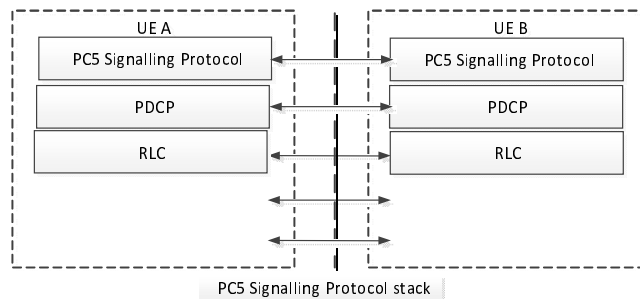 UE A
UE B
PC5 Signalling Protocol
PC5 Signalling Protocol
PDCP
PDCP
RLC
RLC
PC5 Signalling Protocol stack